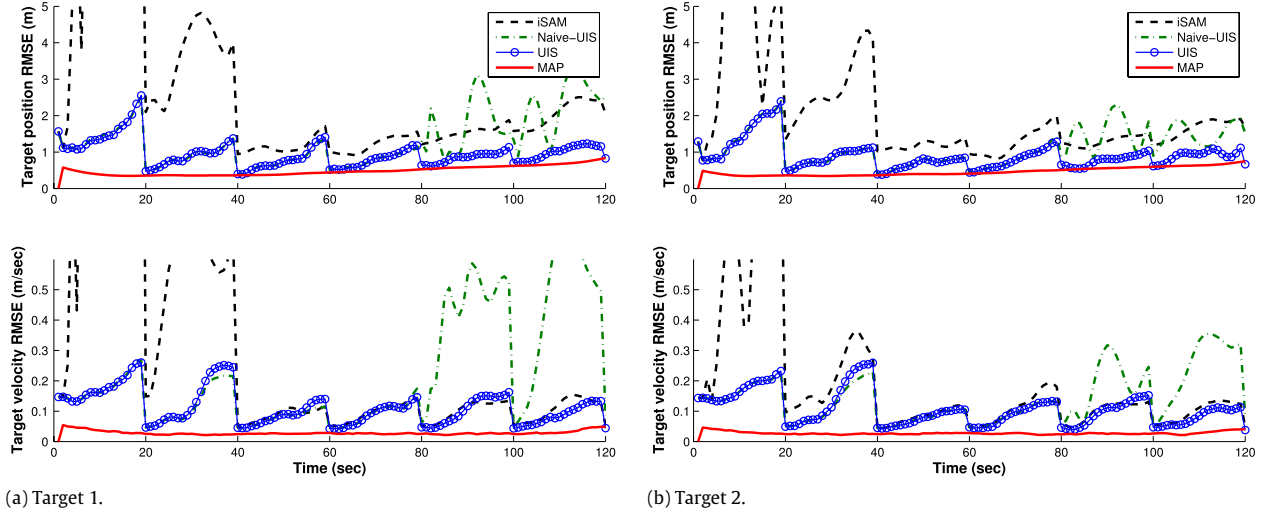 Target position RMSE (m)
5
4
3
2
1
0
0 20 40 60 80 100 120
iSAM
Naive−UIS
UIS
MAP
Target velocity RMSE (m/sec)
0.5
0.4
0.3
0.2
0.1
0
0 20 40 60 80 100 120
Time (sec)
(a) Target 1.
Target position RMSE (m)
5
4
3
2
1
0
0 20 40 60 80 100 120
iSAM
Naive−UIS
UIS
MAP
Target velocity RMSE (m/sec)
0.5
0.4
0.3
0.2
0.1
0
0 20 40 60 80 100 120
Time (sec)
(b) Target 2.